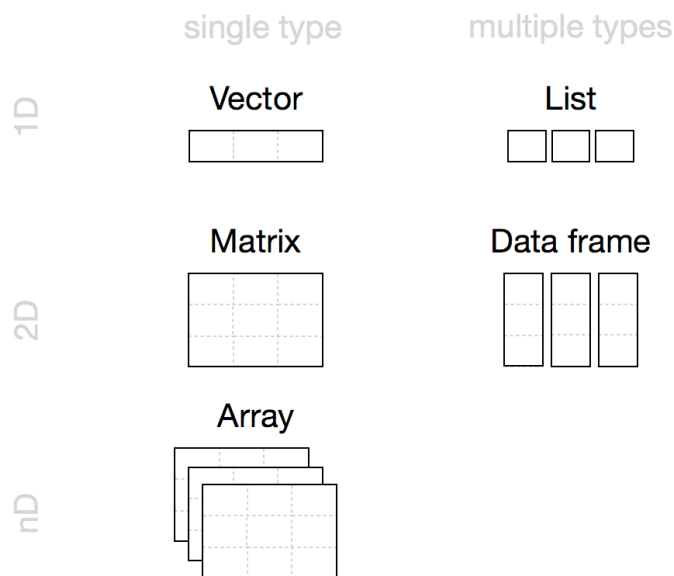 single type
multiple types
1D
Vector
List
2D
Matrix
Data frame
nD
Array